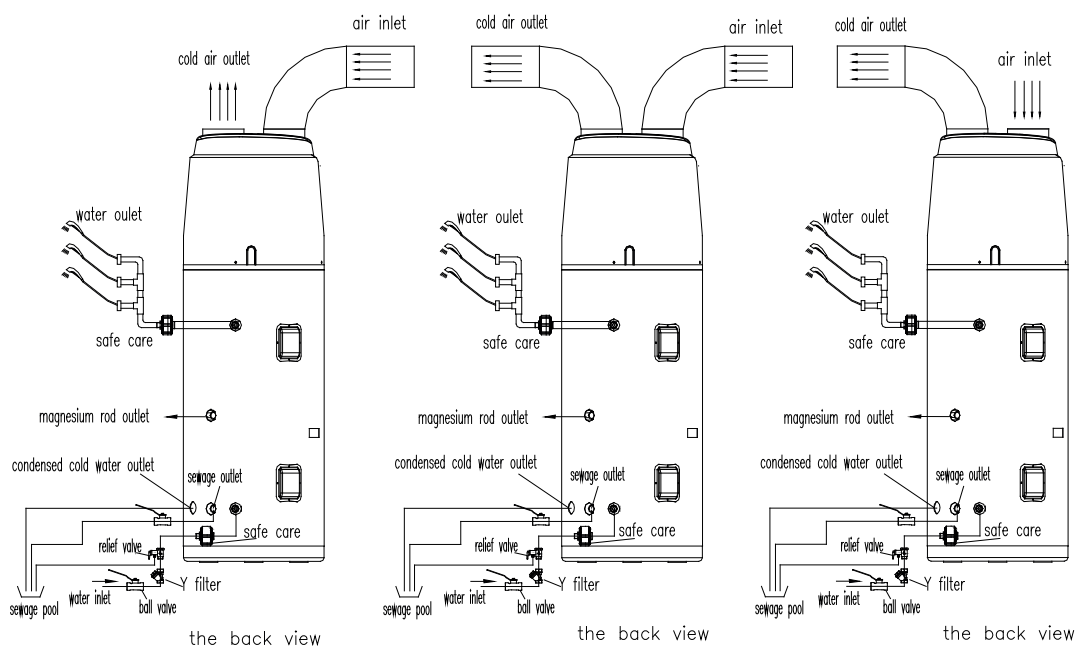 air inlet
cold air outlet
water oulet
safe care
magnesium rod outlet
condensed cold water outlet
sewage outlet
safe care
relief valve
Y filter
water inlet
ball valve
sewage pool
the back view
cold air outlet
air inlet
water oulet
safe care
magnesium rod outlet
condensed cold water outlet
sewage outlet
safe care
relief valve
Y filter
water inlet
ball valve
sewage pool
the back view
cold air outlet
air inlet
water oulet
safe care
magnesium rod outlet
condensed cold water outlet
sewage outlet
safe care
relief valve
Y filter
water inlet
ball valve
sewage pool
the back view